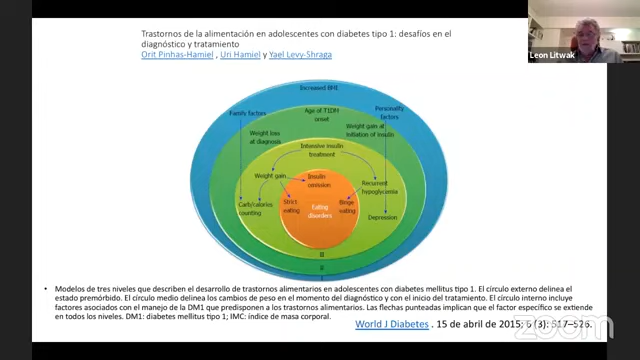 Trastornos de la alimentación en adolescentes con diabetes tipo 1: desafíos en el
diagnóstico y tratamiento
Orit Pinhas-Hamiel , Uri Hamiel y Yael Levy-Shraga
Leon Litwak
Increased BMI
Family factors
Age of T1DM
onset
Personality
factors
Weight loss
at diagnosis
Weight gain at
initiation of insulin
Intensive insulin
treatment
Weight gain
Insulin
omission
Recurrent
hypoglycemia
Carb/calories
counting
Strict
eating
Binge
eating
Eating
disorders
Depression
III
II
I
• Modelos de tres niveles que describen el desarrollo de trastornos alimentarios en adolescentes con diabetes mellitus tipo 1. El círculo externo delinea el
estado premórbido. El círculo medio delinea los cambios de peso en el momento del diagnóstico y con el inicio del tratamiento. El círculo interno incluye
factores asociados con el manejo de la DM1 que predisponen a los trastornos alimentarios. Las flechas punteadas implican que el factor específico se extiende
en todos los niveles. DM1: diabetes mellitus tipo 1; IMC: índice de masa corporal.
World J Diabetes . 15 de abril de 2015; 6 (3): 517–526.
zoom